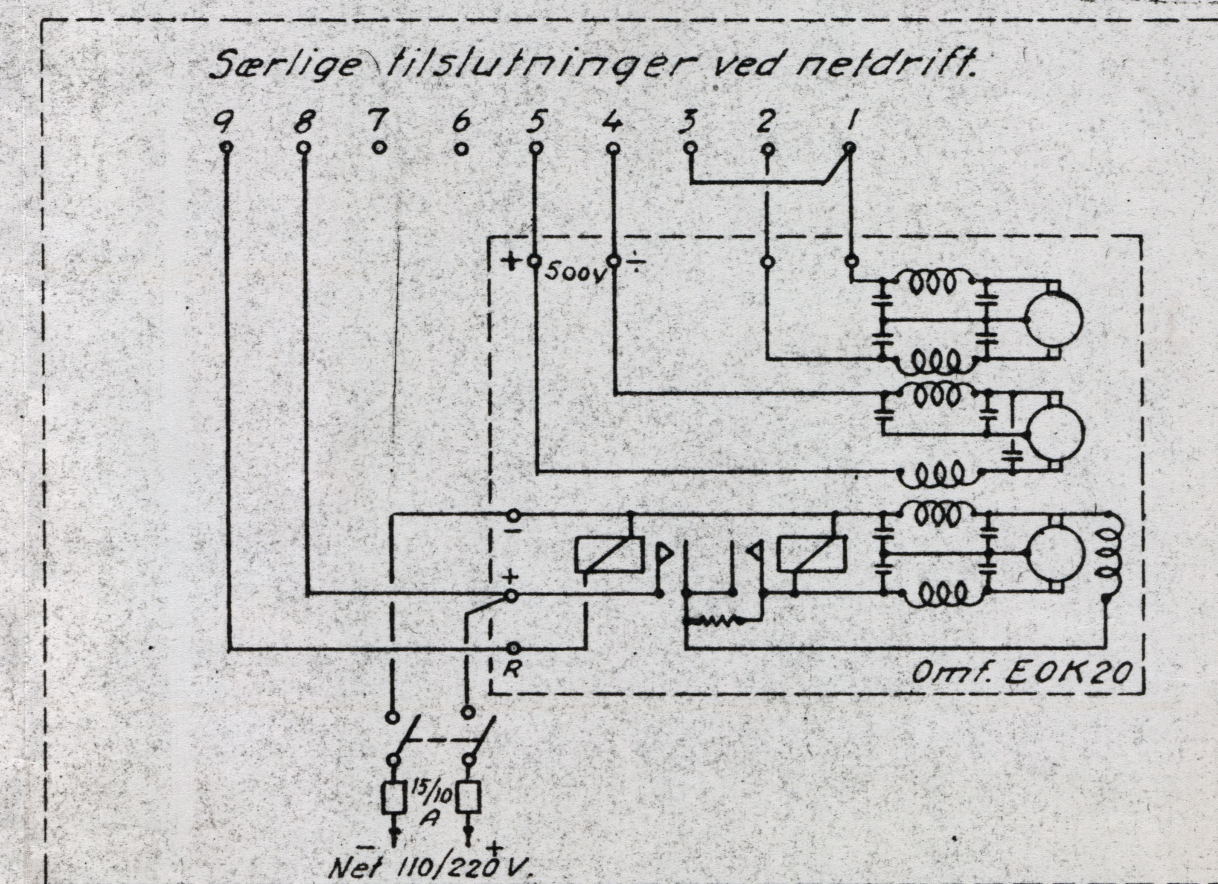 Særlige tilslutninger ved netdrift.
9 8 7 6 5 4 3 2 1
+ 500V ÷
−
+
R
Omf. EOK20
15/10
A
− +
Net 110/220V.